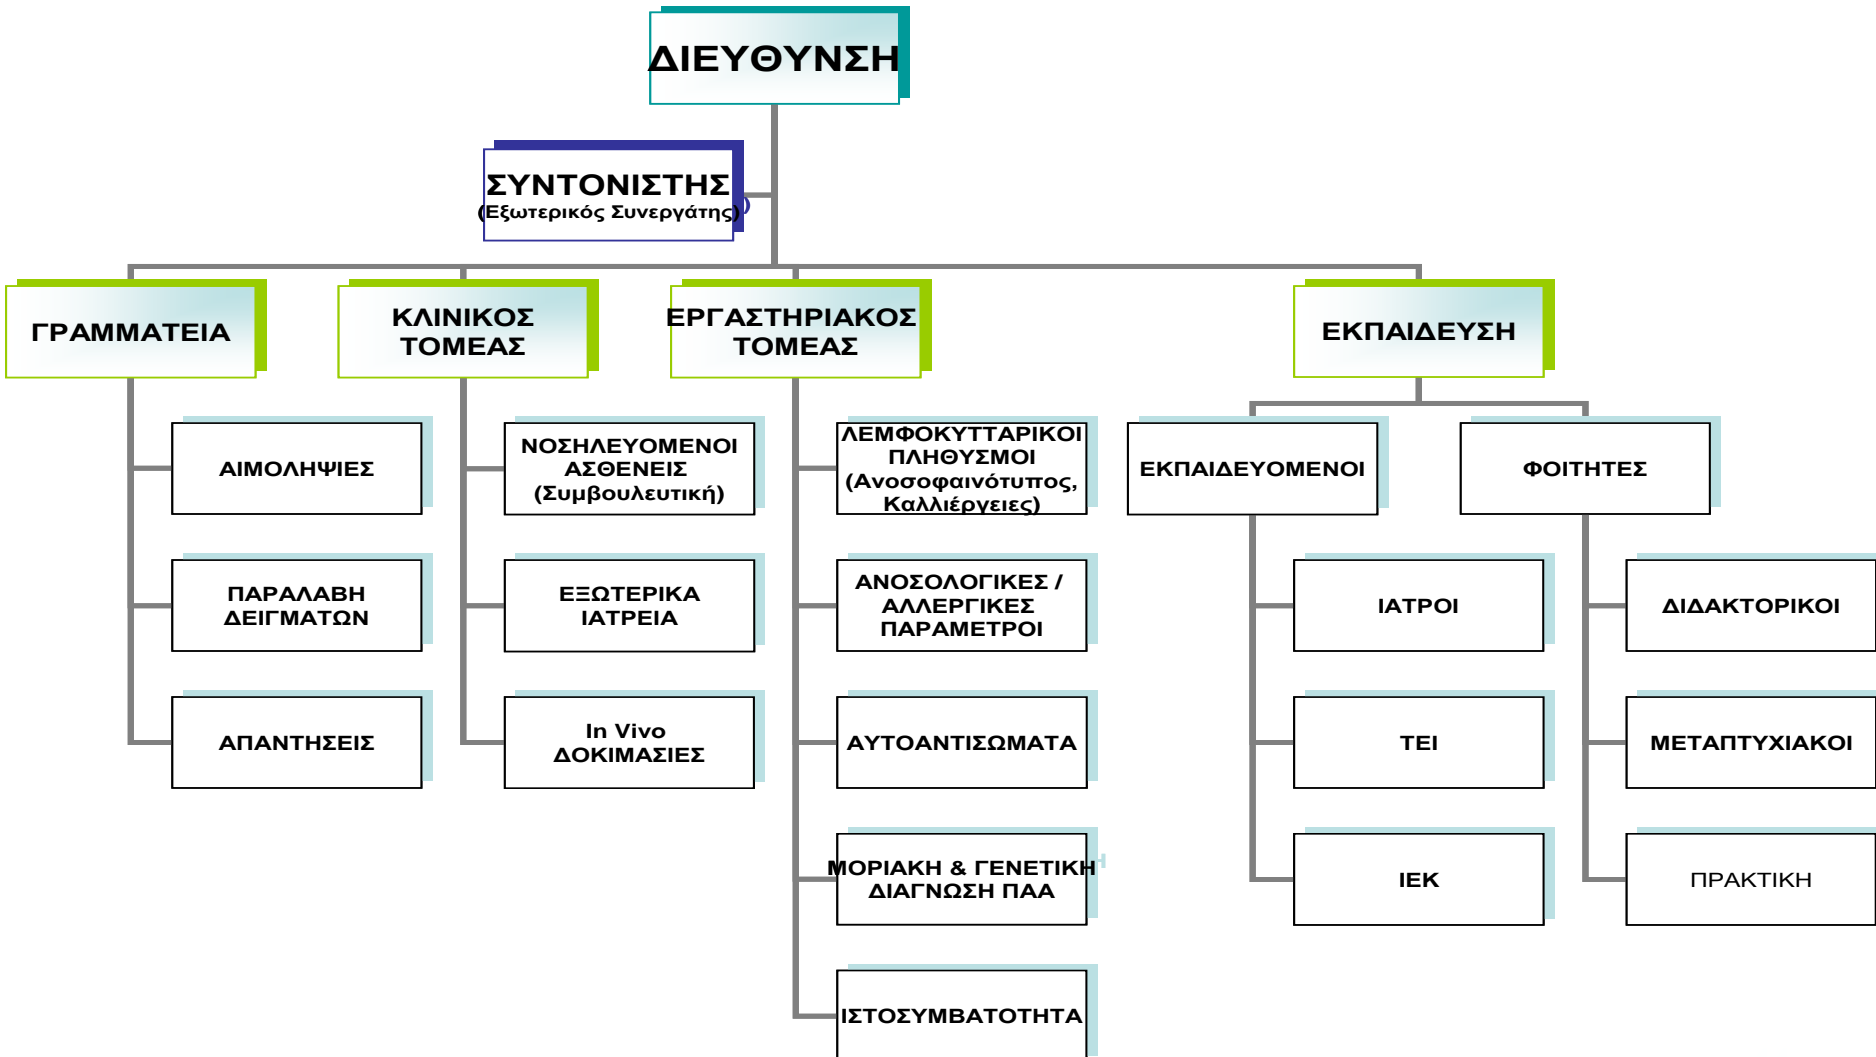 ΔΙΕΥΘΥΝΣΗ
ΣΥΝΤΟΝΙΣΤΗΣ
(Εξωτερικός Συνεργάτης)
ΓΡΑΜΜΑΤΕΙΑ
ΚΛΙΝΙΚΟΣ
ΤΟΜΕΑΣ
ΕΡΓΑΣΤΗΡΙΑΚΟΣ
ΤΟΜΕΑΣ
ΕΚΠΑΙΔΕΥΣΗ
ΑΙΜΟΛΗΨΙΕΣ
ΠΑΡΑΛΑΒΗ
ΔΕΙΓΜΑΤΩΝ
ΑΠΑΝΤΗΣΕΙΣ
ΝΟΣΗΛΕΥΟΜΕΝΟΙ
ΑΣΘΕΝΕΙΣ
(Συμβουλευτική)
ΕΞΩΤΕΡΙΚΑ
ΙΑΤΡΕΙΑ
In Vivo
ΔΟΚΙΜΑΣΙΕΣ
ΛΕΜΦΟΚΥΤΤΑΡΙΚΟΙ
ΠΛΗΘΥΣΜΟΙ
(Ανοσοφαινότυπος,
Καλλιέργειες)
ΑΝΟΣΟΛΟΓΙΚΕΣ /
ΑΛΛΕΡΓΙΚΕΣ
ΠΑΡΑΜΕΤΡΟΙ
ΑΥΤΟΑΝΤΙΣΩΜΑΤΑ
ΜΟΡΙΑΚΗ & ΓΕΝΕΤΙΚΗ
ΔΙΑΓΝΩΣΗ ΠΑΑ
ΙΣΤΟΣΥΜΒΑΤΟΤΗΤΑ
ΕΚΠΑΙΔΕΥΟΜΕΝΟΙ
ΙΑΤΡΟΙ
ΤΕΙ
ΙΕΚ
ΦΟΙΤΗΤΕΣ
ΔΙΔΑΚΤΟΡΙΚΟΙ
ΜΕΤΑΠΤΥΧΙΑΚΟΙ
ΠΡΑΚΤΙΚΗ